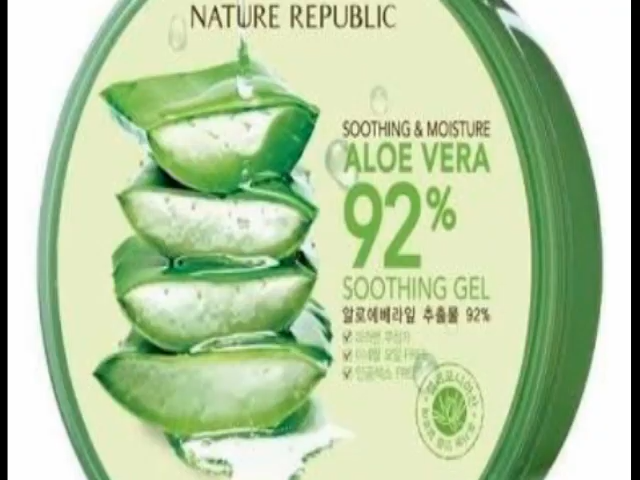 NATURE REPUBLIC
SOOTHING & MOISTURE
ALOE VERA
92%
SOOTHING GEL
알로에베라잎 추출물 92%